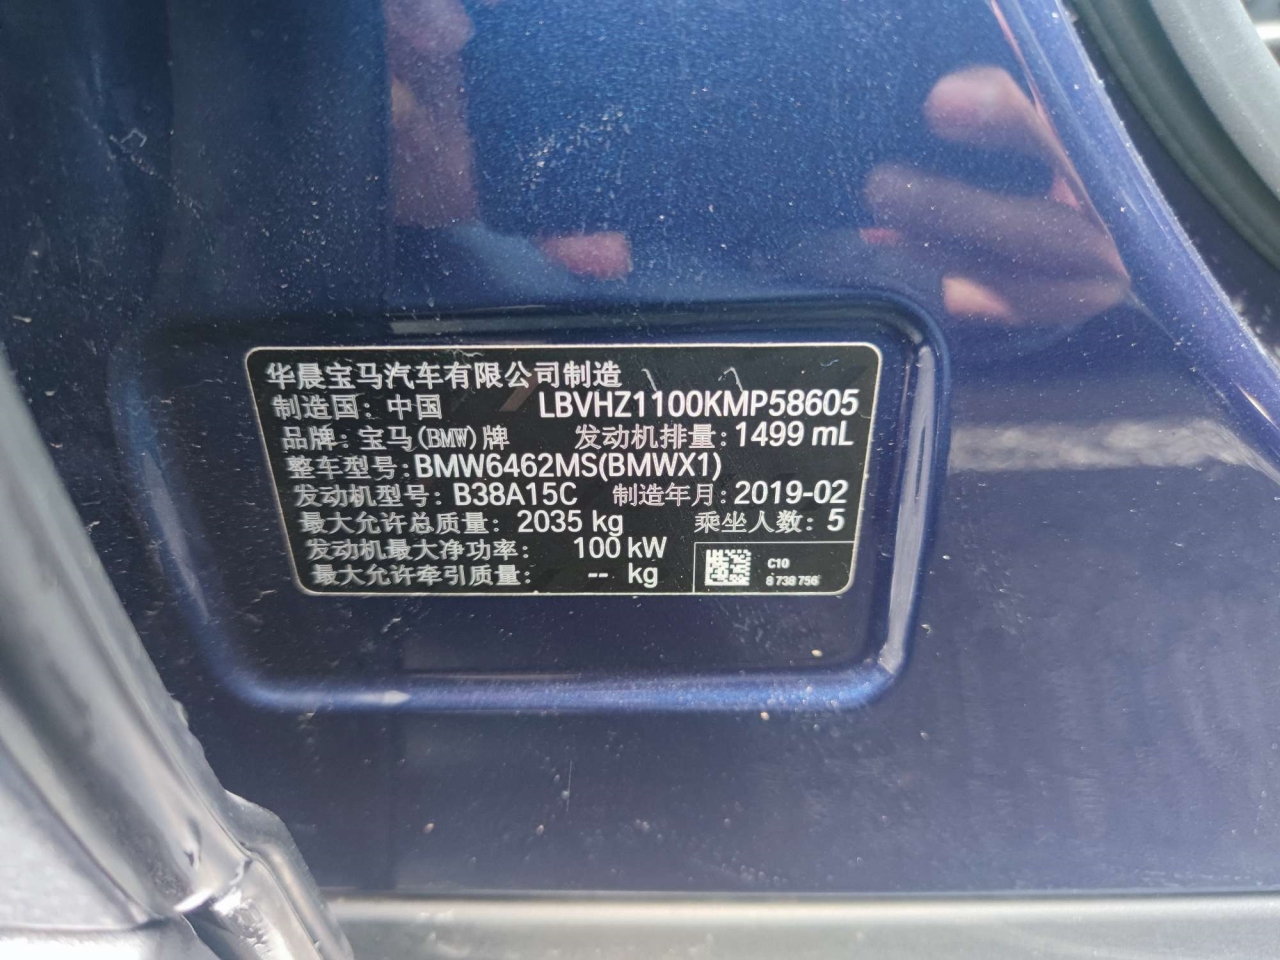 华晨宝马汽车有限公司制造
制造国：中国 LBVHZ1100KMP58605
品牌：宝马(BMW)牌 发动机排量：1499 mL
整车型号：BMW6462MS(BMWX1)
发动机型号：B38A15C 制造年月：2019-02
最大允许总质量：2035 kg 乘坐人数：5
发动机最大净功率：100 kW
最大允许牵引质量：-- kg
C10
8 738 756